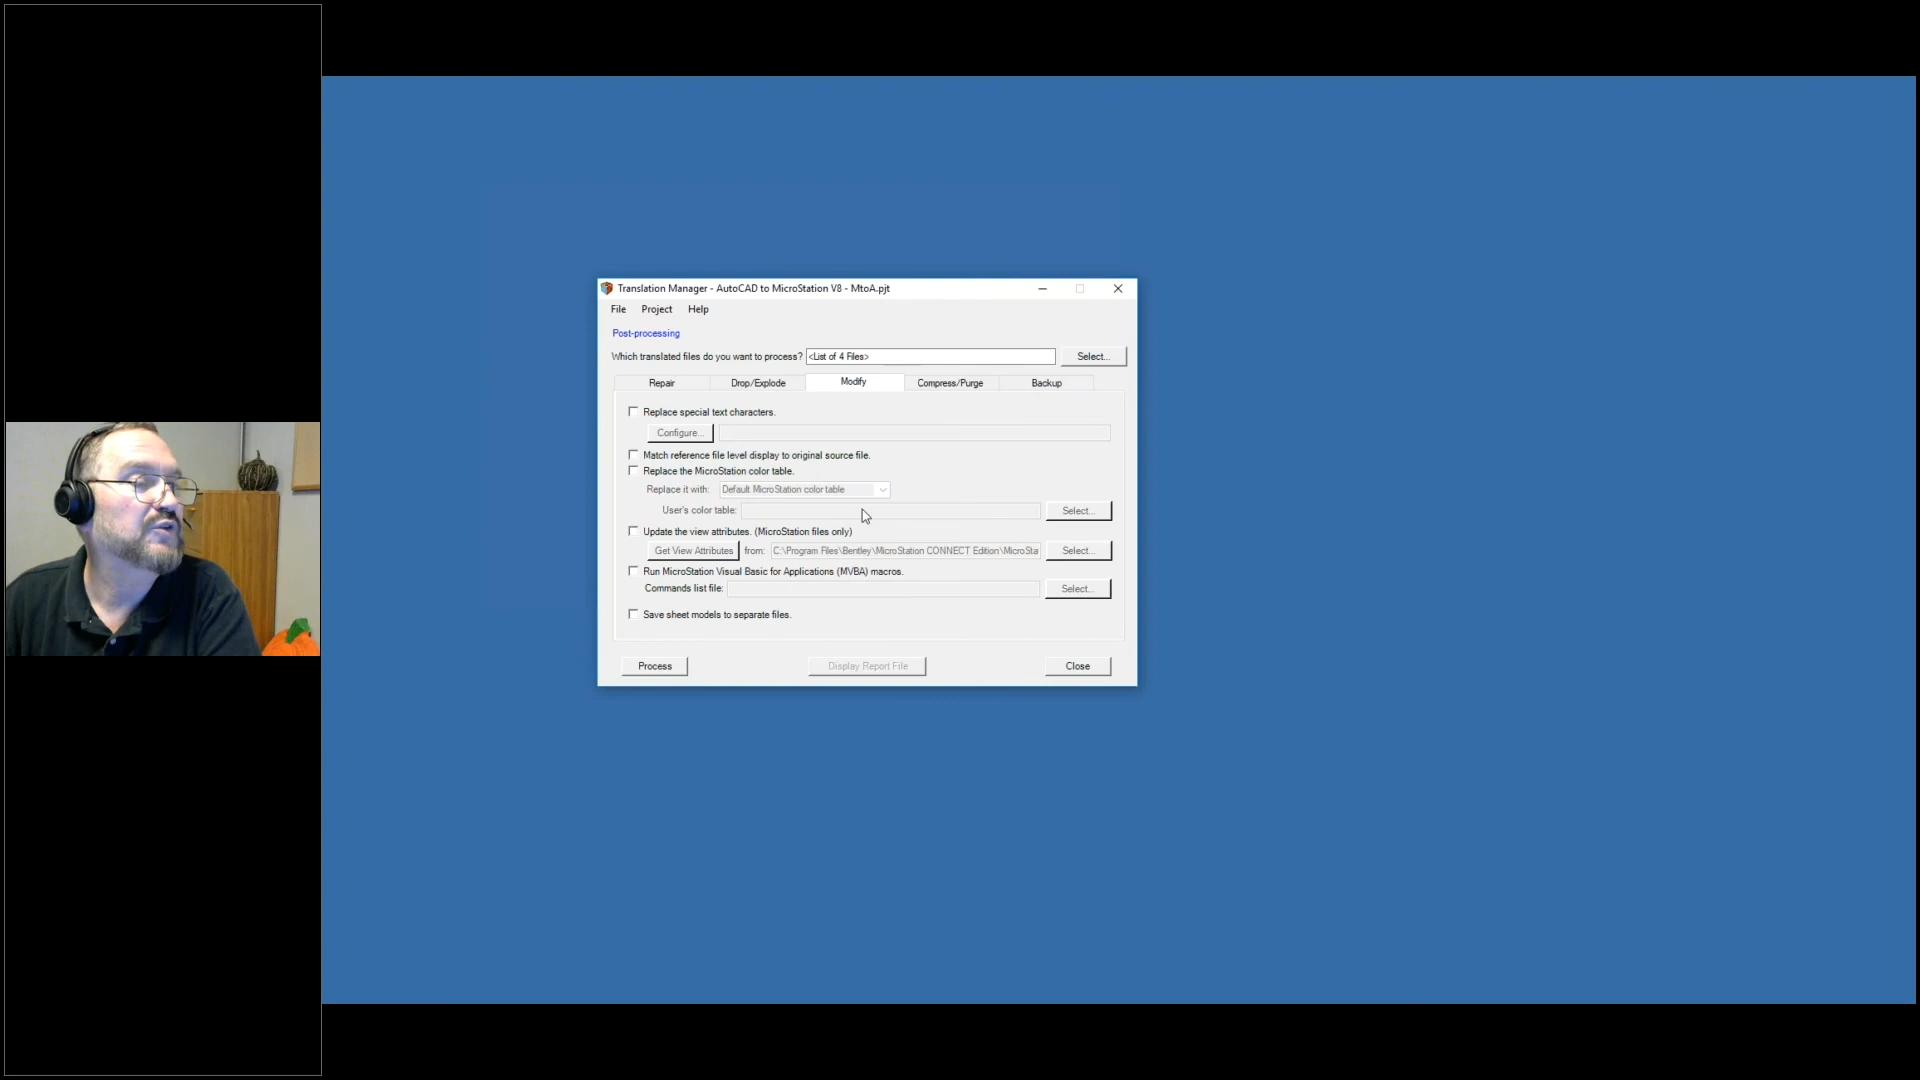 Translation Manager - AutoCAD to MicroStation V8 - MtoA.pjt
File Project Help
Post-processing
Which translated files do you want to process? <List of 4 Files> Select...
Repair Drop/Explode Modify Compress/Purge Backup
Replace special text characters.
Configure...
Match reference file level display to original source file.
Replace the MicroStation color table.
Replace it with: Default MicroStation color table
User's color table: Select...
Update the view attributes. (MicroStation files only)
Get View Attributes from: C:\Program Files\Bentley\MicroStation CONNECT Edition\MicroSta Select...
Run MicroStation Visual Basic for Applications (MVBA) macros.
Commands list file: Select...
Save sheet models to separate files.
Process Display Report File Close